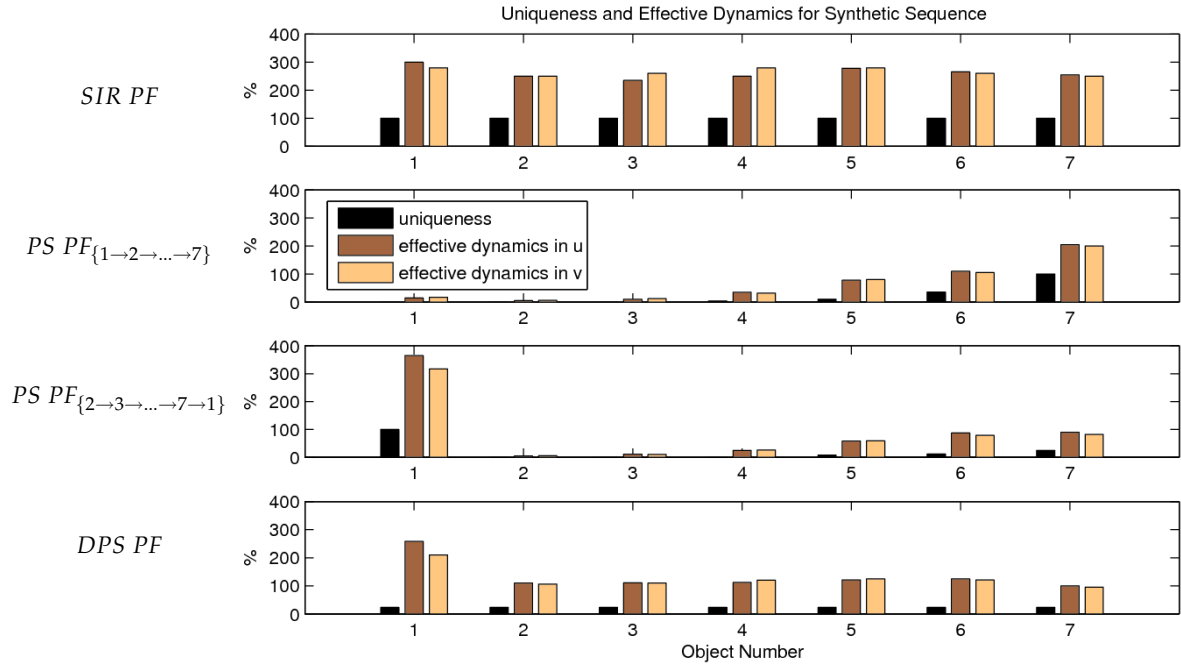 Uniqueness and Effective Dynamics for Synthetic Sequence
SIR PF
%
400
300
200
100
0
1 2 3 4 5 6 7
PS PF{1→2→...→7}
%
400
300
200
100
0
uniqueness
effective dynamics in u
effective dynamics in v
1 2 3 4 5 6 7
PS PF{2→3→...→7→1}
%
400
300
200
100
0
1 2 3 4 5 6 7
DPS PF
%
400
300
200
100
0
1 2 3 4 5 6 7
Object Number